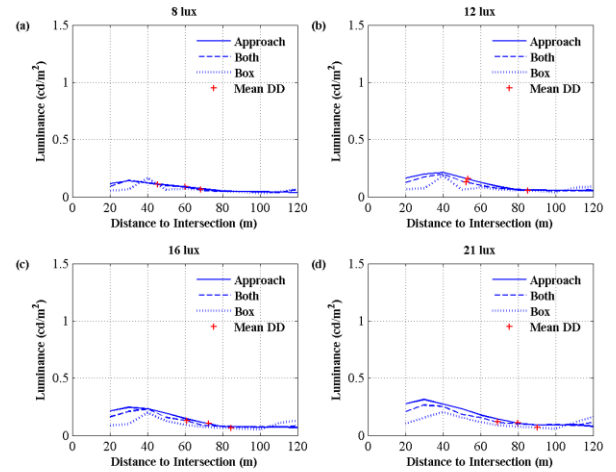 8 lux
(a)
1.5
1
0.5
0
Luminance (cd/m²)
Approach
Both
Box
Mean DD
0 20 40 60 80 100 120
Distance to Intersection (m)
12 lux
(b)
1.5
1
0.5
0
Luminance (cd/m²)
Approach
Both
Box
Mean DD
0 20 40 60 80 100 120
Distance to Intersection (m)
16 lux
(c)
1.5
1
0.5
0
Luminance (cd/m²)
Approach
Both
Box
Mean DD
0 20 40 60 80 100 120
Distance to Intersection (m)
21 lux
(d)
1.5
1
0.5
0
Luminance (cd/m²)
Approach
Both
Box
Mean DD
0 20 40 60 80 100 120
Distance to Intersection (m)